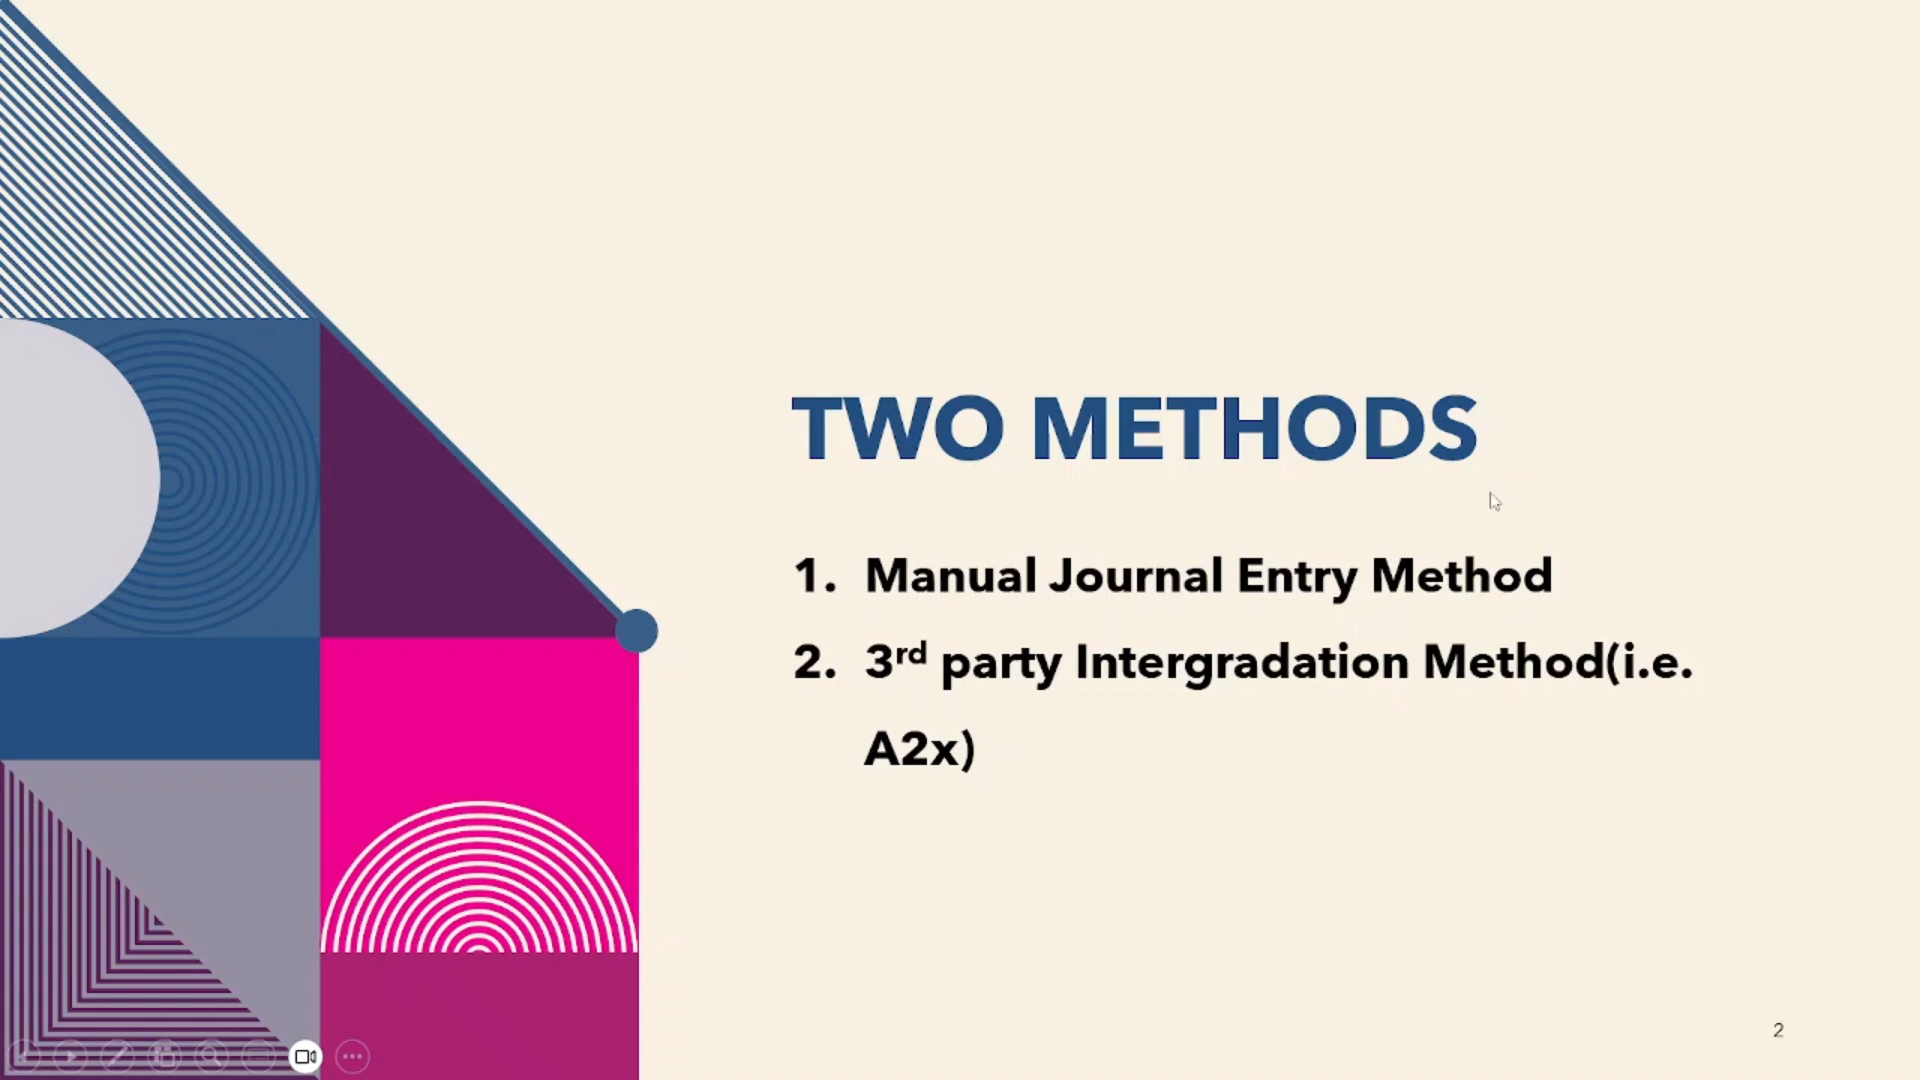 TWO METHODS
1. Manual Journal Entry Method
2. 3rd party Intergradation Method(i.e.
A2x)
2